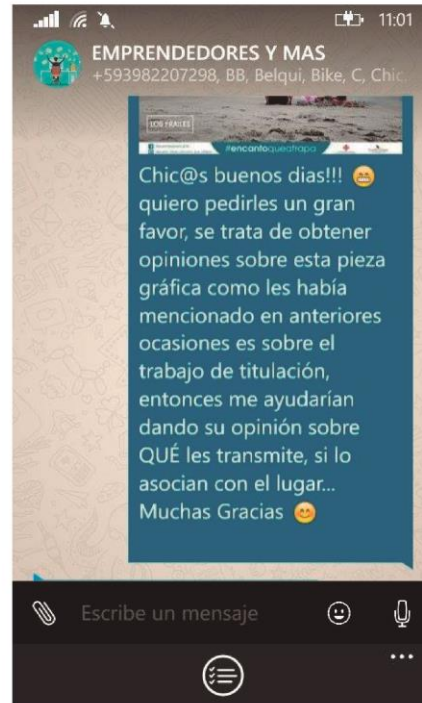 11:01
EMPRENDEDORES Y MAS
+593982207298, BB, Belqui, Bike, C, Chic.
LOS FRAILES
#encantoqueatrapa
Chic@s buenos dias!!! 😁
quiero pedirles un gran
favor, se trata de obtener
opiniones sobre esta pieza
gráfica como les había
mencionado en anteriores
ocasiones es sobre el
trabajo de titulación,
entonces me ayudarían
dando su opinión sobre
QUÉ les transmite, si lo
asocian con el lugar...
Muchas Gracias 😊
Escribe un mensaje